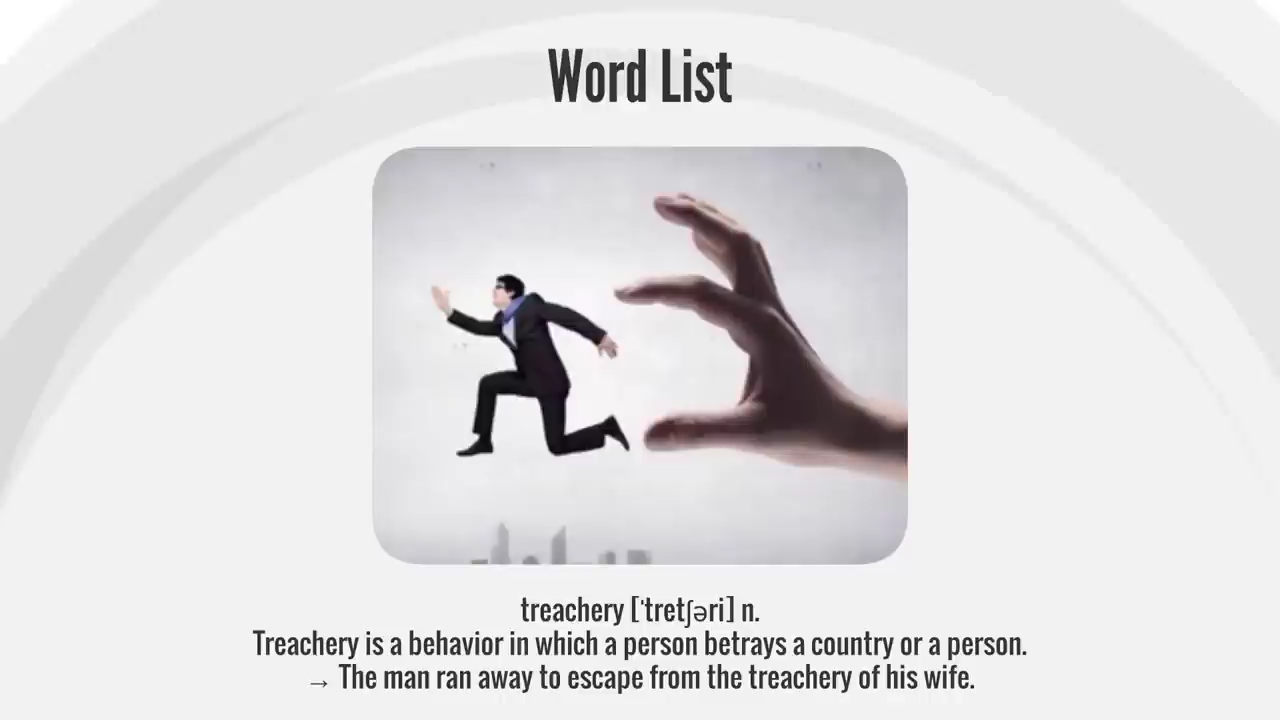 Word List
treachery [ˈtretʃəri] n.
Treachery is a behavior in which a person betrays a country or a person.
→ The man ran away to escape from the treachery of his wife.